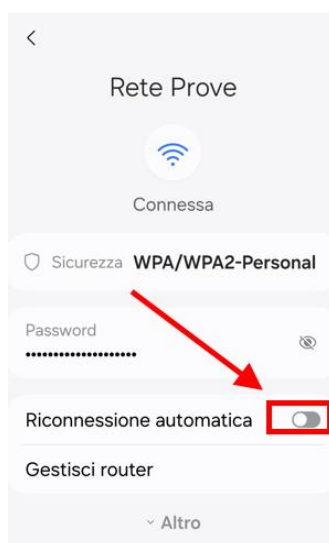 Rete Prove
Connessa
Sicurezza WPA/WPA2-Personal
Password
••••••••••••••••••••
Riconnessione automatica
Gestisci router
Altro